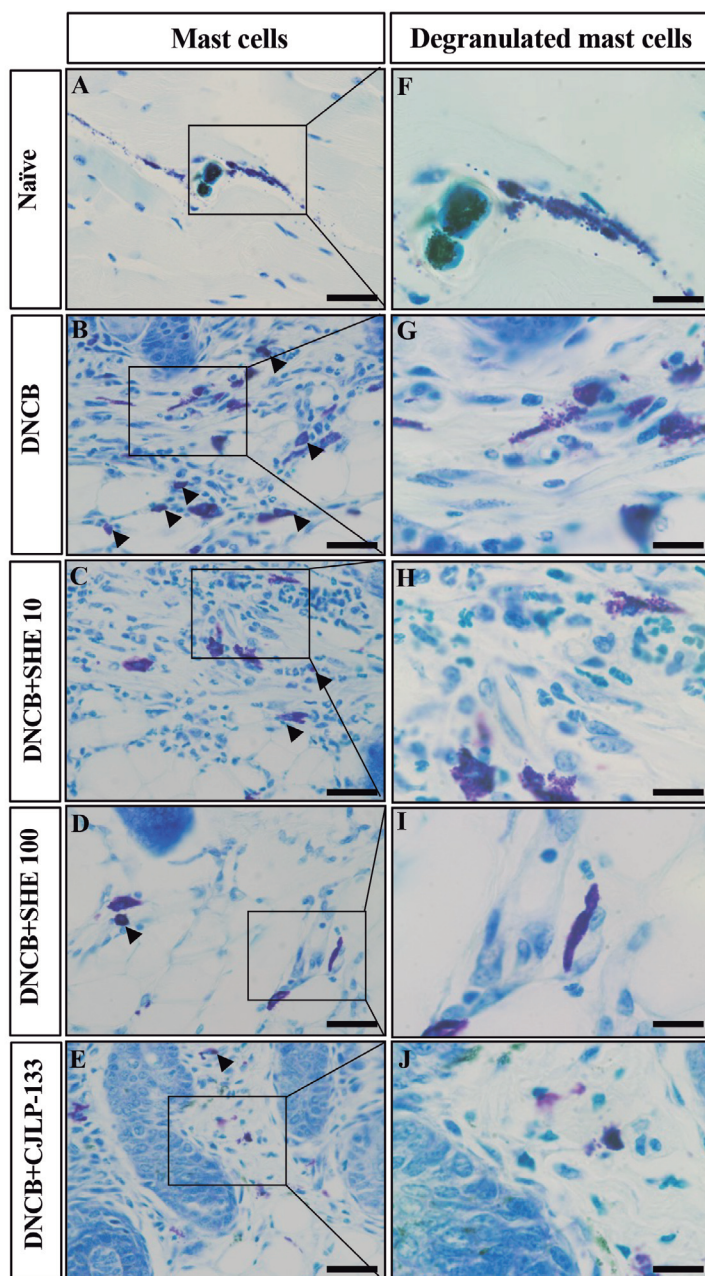 Mast cells
Degranulated mast cells
Naïve
A
F
DNCB
B
G
DNCB+SHE 10
C
H
DNCB+SHE 100
D
I
DNCB+CJLP-133
E
J